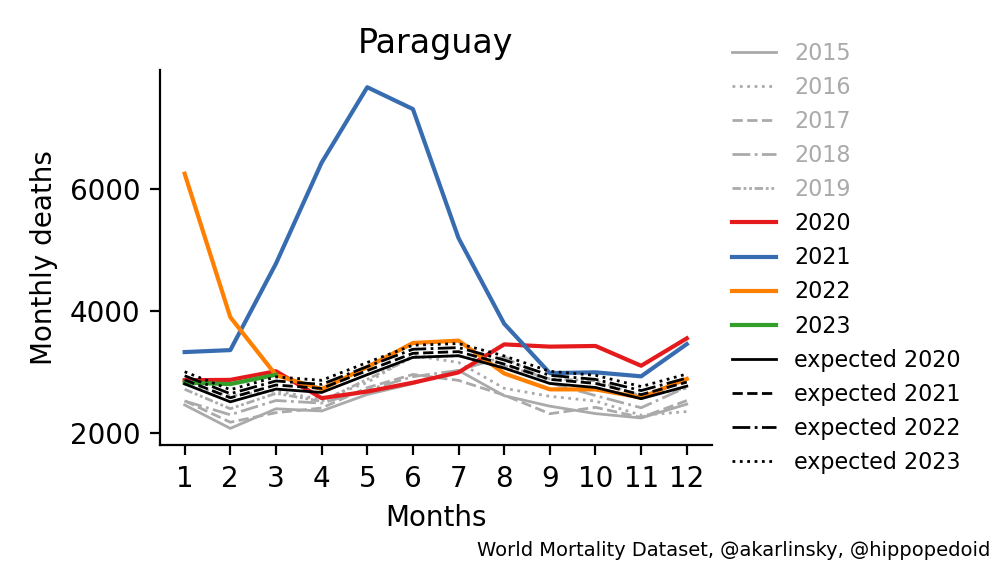 Paraguay
Monthly deaths
6000
4000
2000
1 2 3 4 5 6 7 8 9 10 11 12
Months
2015
2016
2017
2018
2019
2020
2021
2022
2023
expected 2020
expected 2021
expected 2022
expected 2023
World Mortality Dataset, @akarlinsky, @hippopedoid